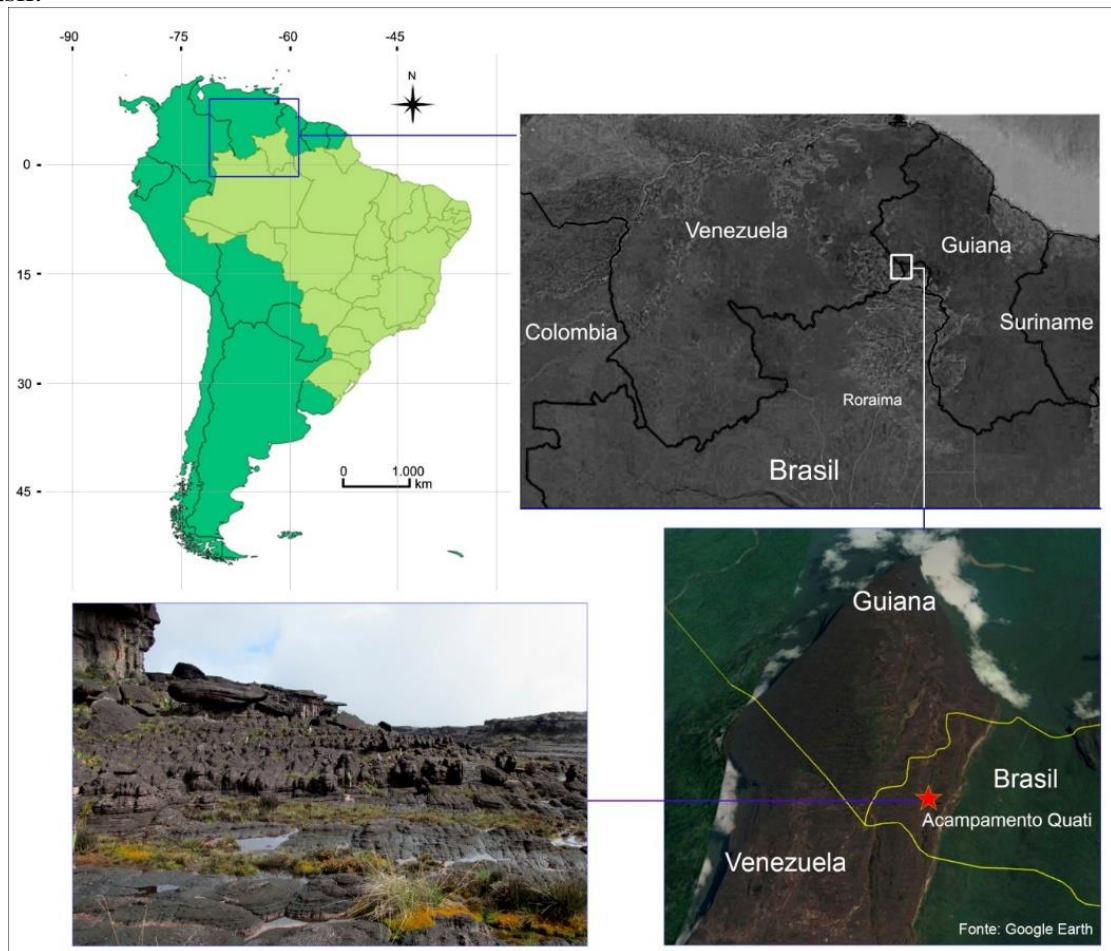 -90 -75 -60 -45
N
0
15
30
45
0 1.000
km
Venezuela
Guiana
Colombia
Suriname
Roraima
Brasil
Guiana
Brasil
Acampamento Quati
Venezuela
Fonte: Google Earth